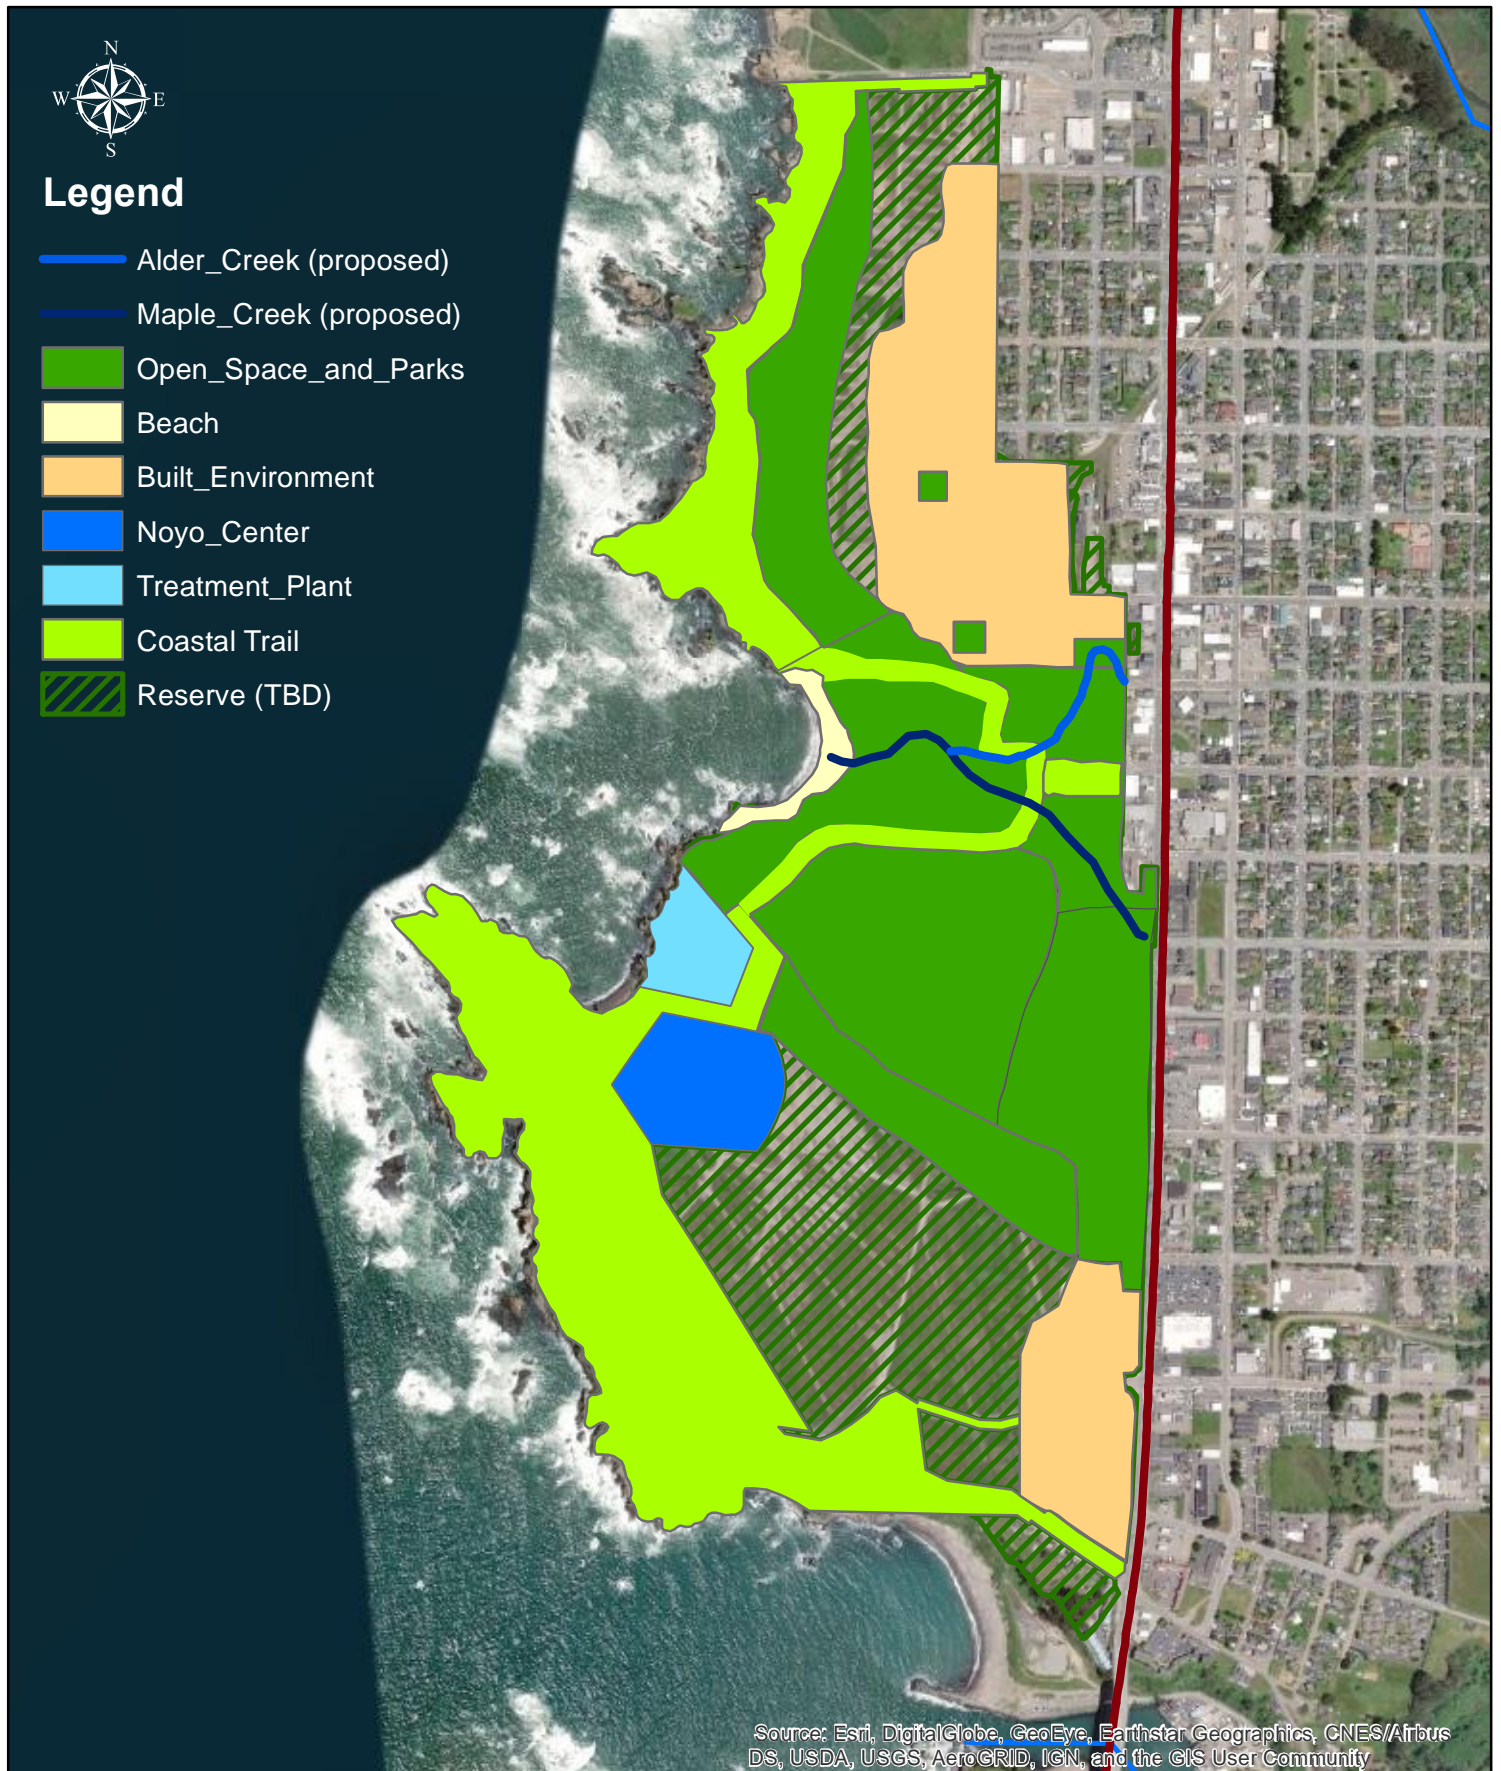 N
W E
S
Legend
Alder_Creek (proposed)
Maple_Creek (proposed)
Open_Space_and_Parks
Beach
Built_Environment
Noyo_Center
Treatment_Plant
Coastal Trail
Reserve (TBD)
Source: Esri, DigitalGlobe, GeoEye, Earthstar Geographics, CNES/Airbus
DS, USDA, USGS, AeroGRID, IGN, and the GIS User Community